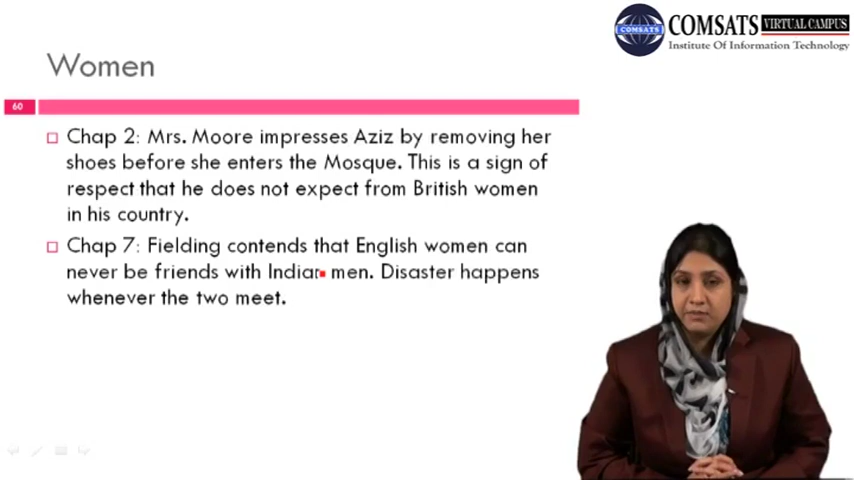 COMSATS
COMSATS VIRTUAL CAMPUS
Institute Of Information Technology
Women
60
Chap 2: Mrs. Moore impresses Aziz by removing her
shoes before she enters the Mosque. This is a sign of
respect that he does not expect from British women
in his country.
Chap 7: Fielding contends that English women can
never be friends with Indian men. Disaster happens
whenever the two meet.